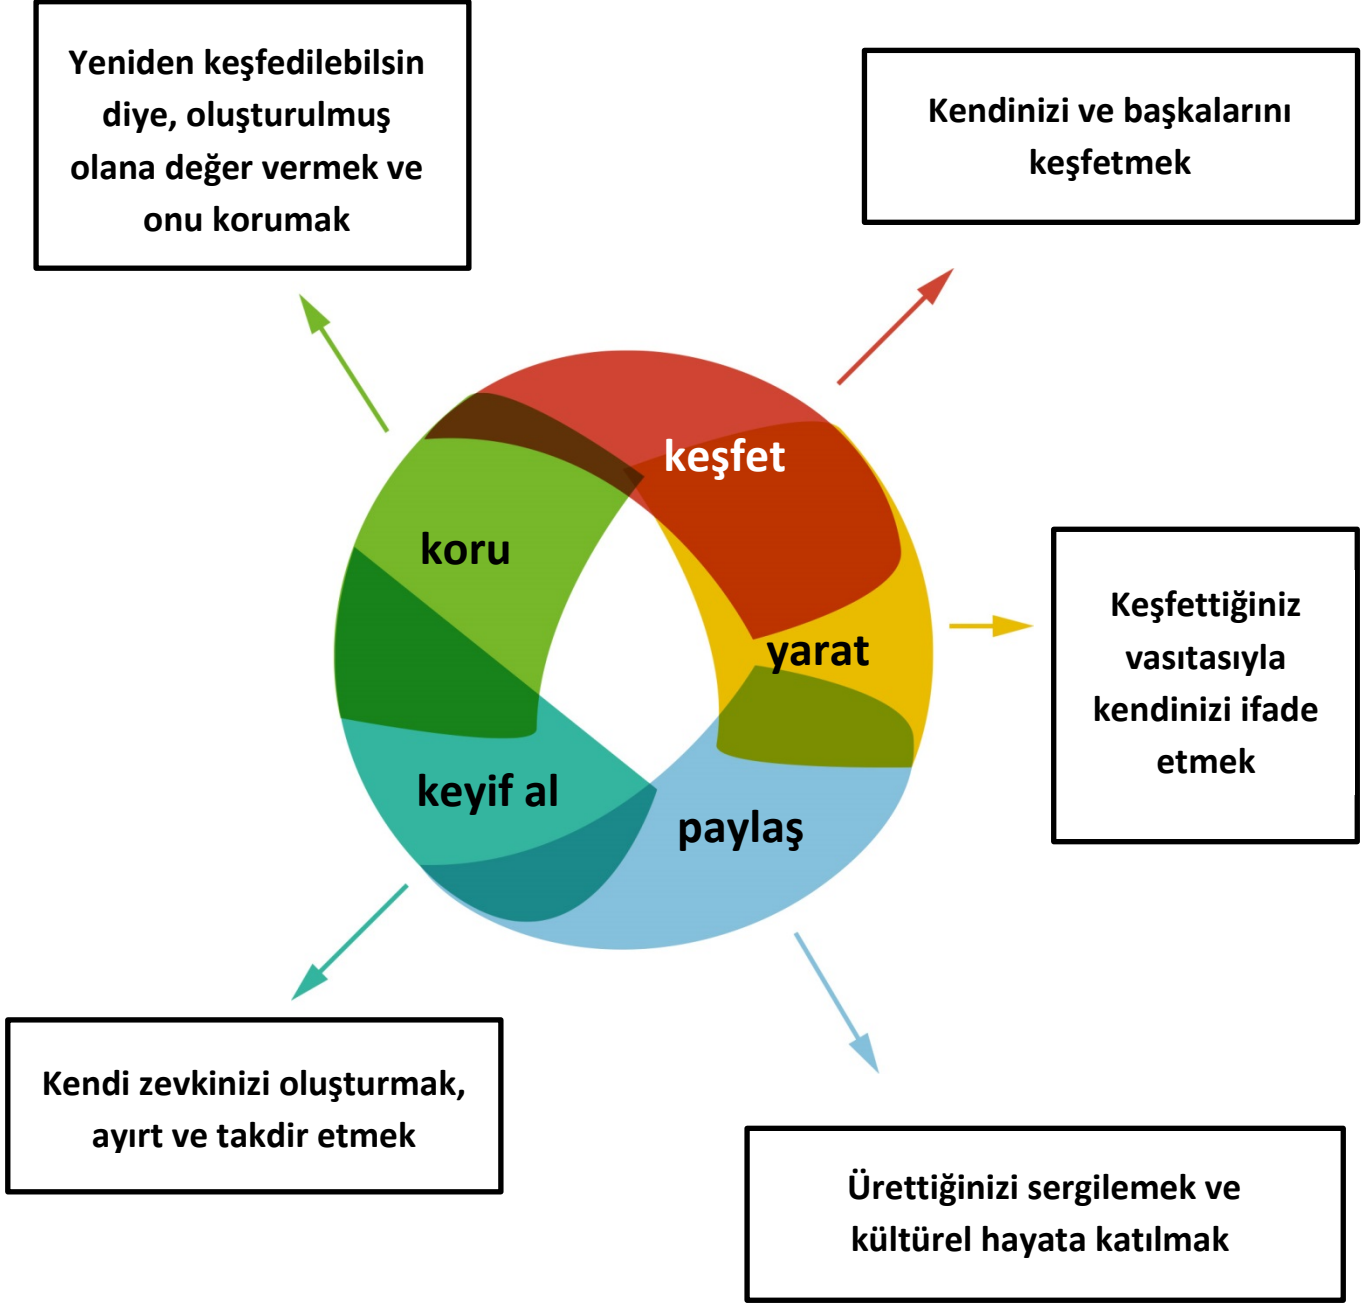 Yeniden keşfedilebilsin
diye, oluşturulmuş
olana değer vermek ve
onu korumak
Kendinizi ve başkalarını
keşfetmek
keşfet
koru
yarat
keyif al
paylaş
Keşfettiğiniz
vasıtasıyla
kendinizi ifade
etmek
Kendi zevkinizi oluşturmak,
ayırt ve takdir etmek
Ürettiğinizi sergilemek ve
kültürel hayata katılmak